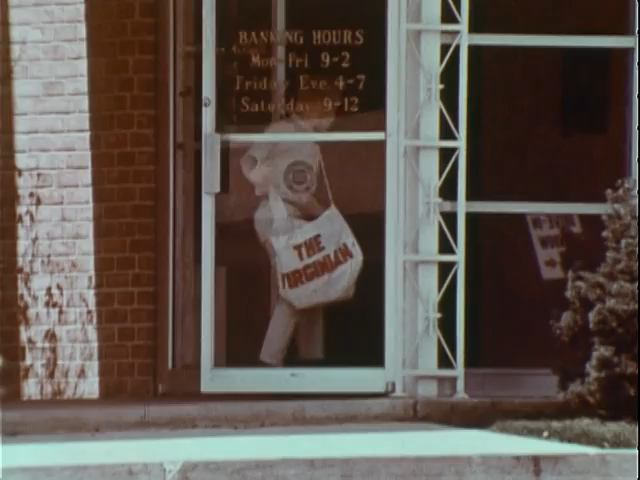 BANKING HOURS
Mon Fri 9-2
Friday Eve 4-7
Saturday 9-12
THE
VIRGINIAN